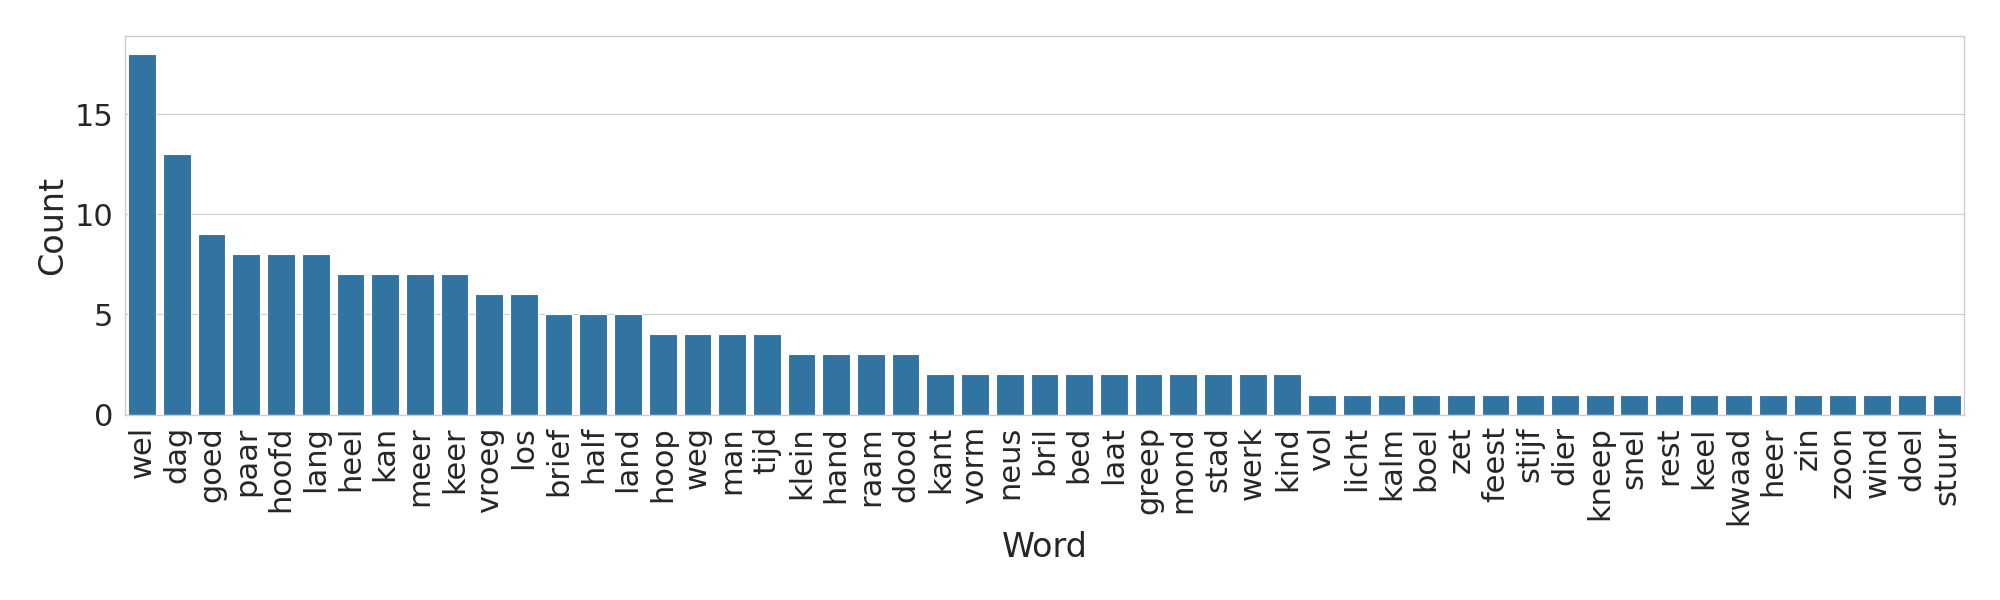 Count
15
10
5
0
wel dag goed paar hoofd lang heel kan meer keer vroeg los brief half land hoop weg man tijd klein hand raam dood kant vorm neus bril bed laat greep mond stad werk kind vol licht kalm boel zet feest stijf dier kneep snel rest keel kwaad heer zin zoon wind doel stuur
Word